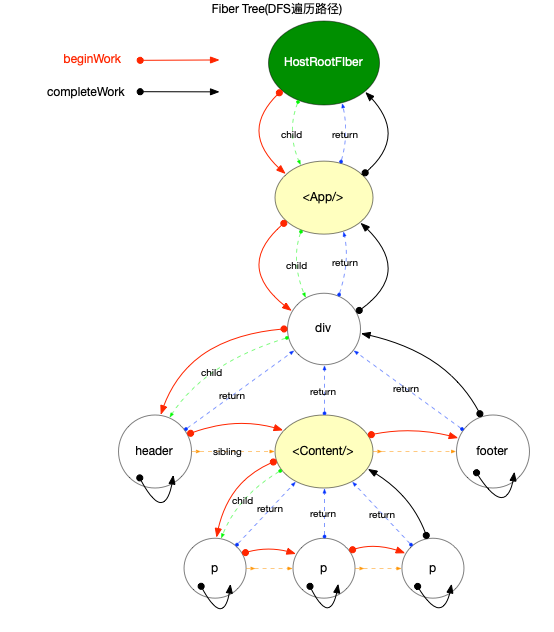 Fiber Tree(DFS遍历路径)
beginWork
HostRootFiber
completeWork
child
return
<App/>
child
return
div
child
return
return
return
header
sibling
<Content/>
footer
child
return
return
return
p
p
p